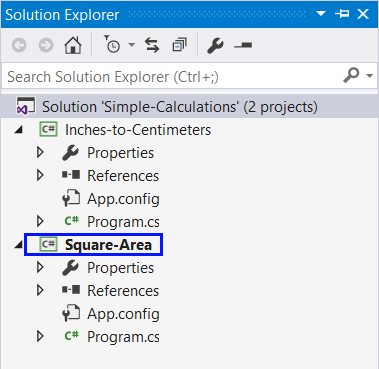 Solution Explorer
Search Solution Explorer (Ctrl+;)
Solution 'Simple-Calculations' (2 projects)
C# Inches-to-Centimeters
Properties
References
App.config
C# Program.cs
C# Square-Area
Properties
References
App.config
C# Program.cs